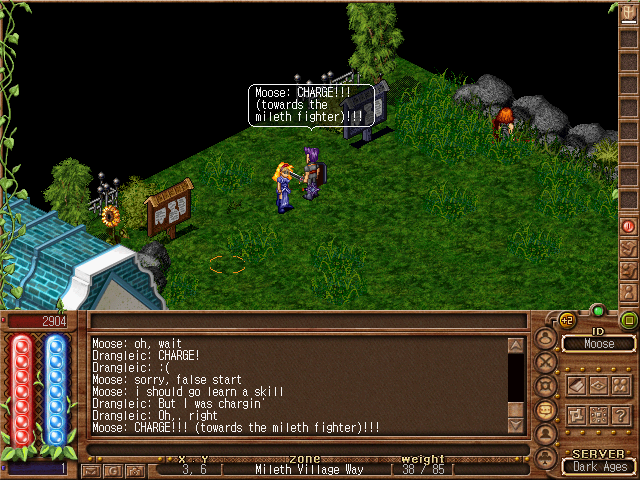 Moose: CHARGE!!!
(towards the
mileth fighter)!!!
2904
Moose: oh, wait
Drangleic: CHARGE!
Drangleic: :(
Moose: sorry, false start
Moose: i should go learn a skill
Drangleic: But I was chargin'
Drangleic: Oh,. right
Moose: CHARGE!!! (towards the mileth fighter)!!!
+2
ID
Moose
?
G
1
x y zone weight
3, 6 [ Mileth Village Way ] 38 / 85 [
SERVER
Dark Ages